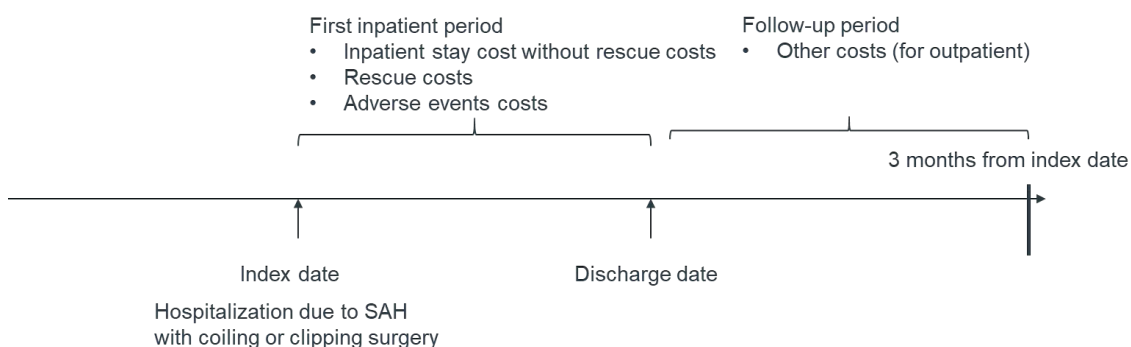 First inpatient period
• Inpatient stay cost without rescue costs
• Rescue costs
• Adverse events costs
Follow-up period
• Other costs (for outpatient)
3 months from index date
Index date
Hospitalization due to SAH
with coiling or clipping surgery
Discharge date